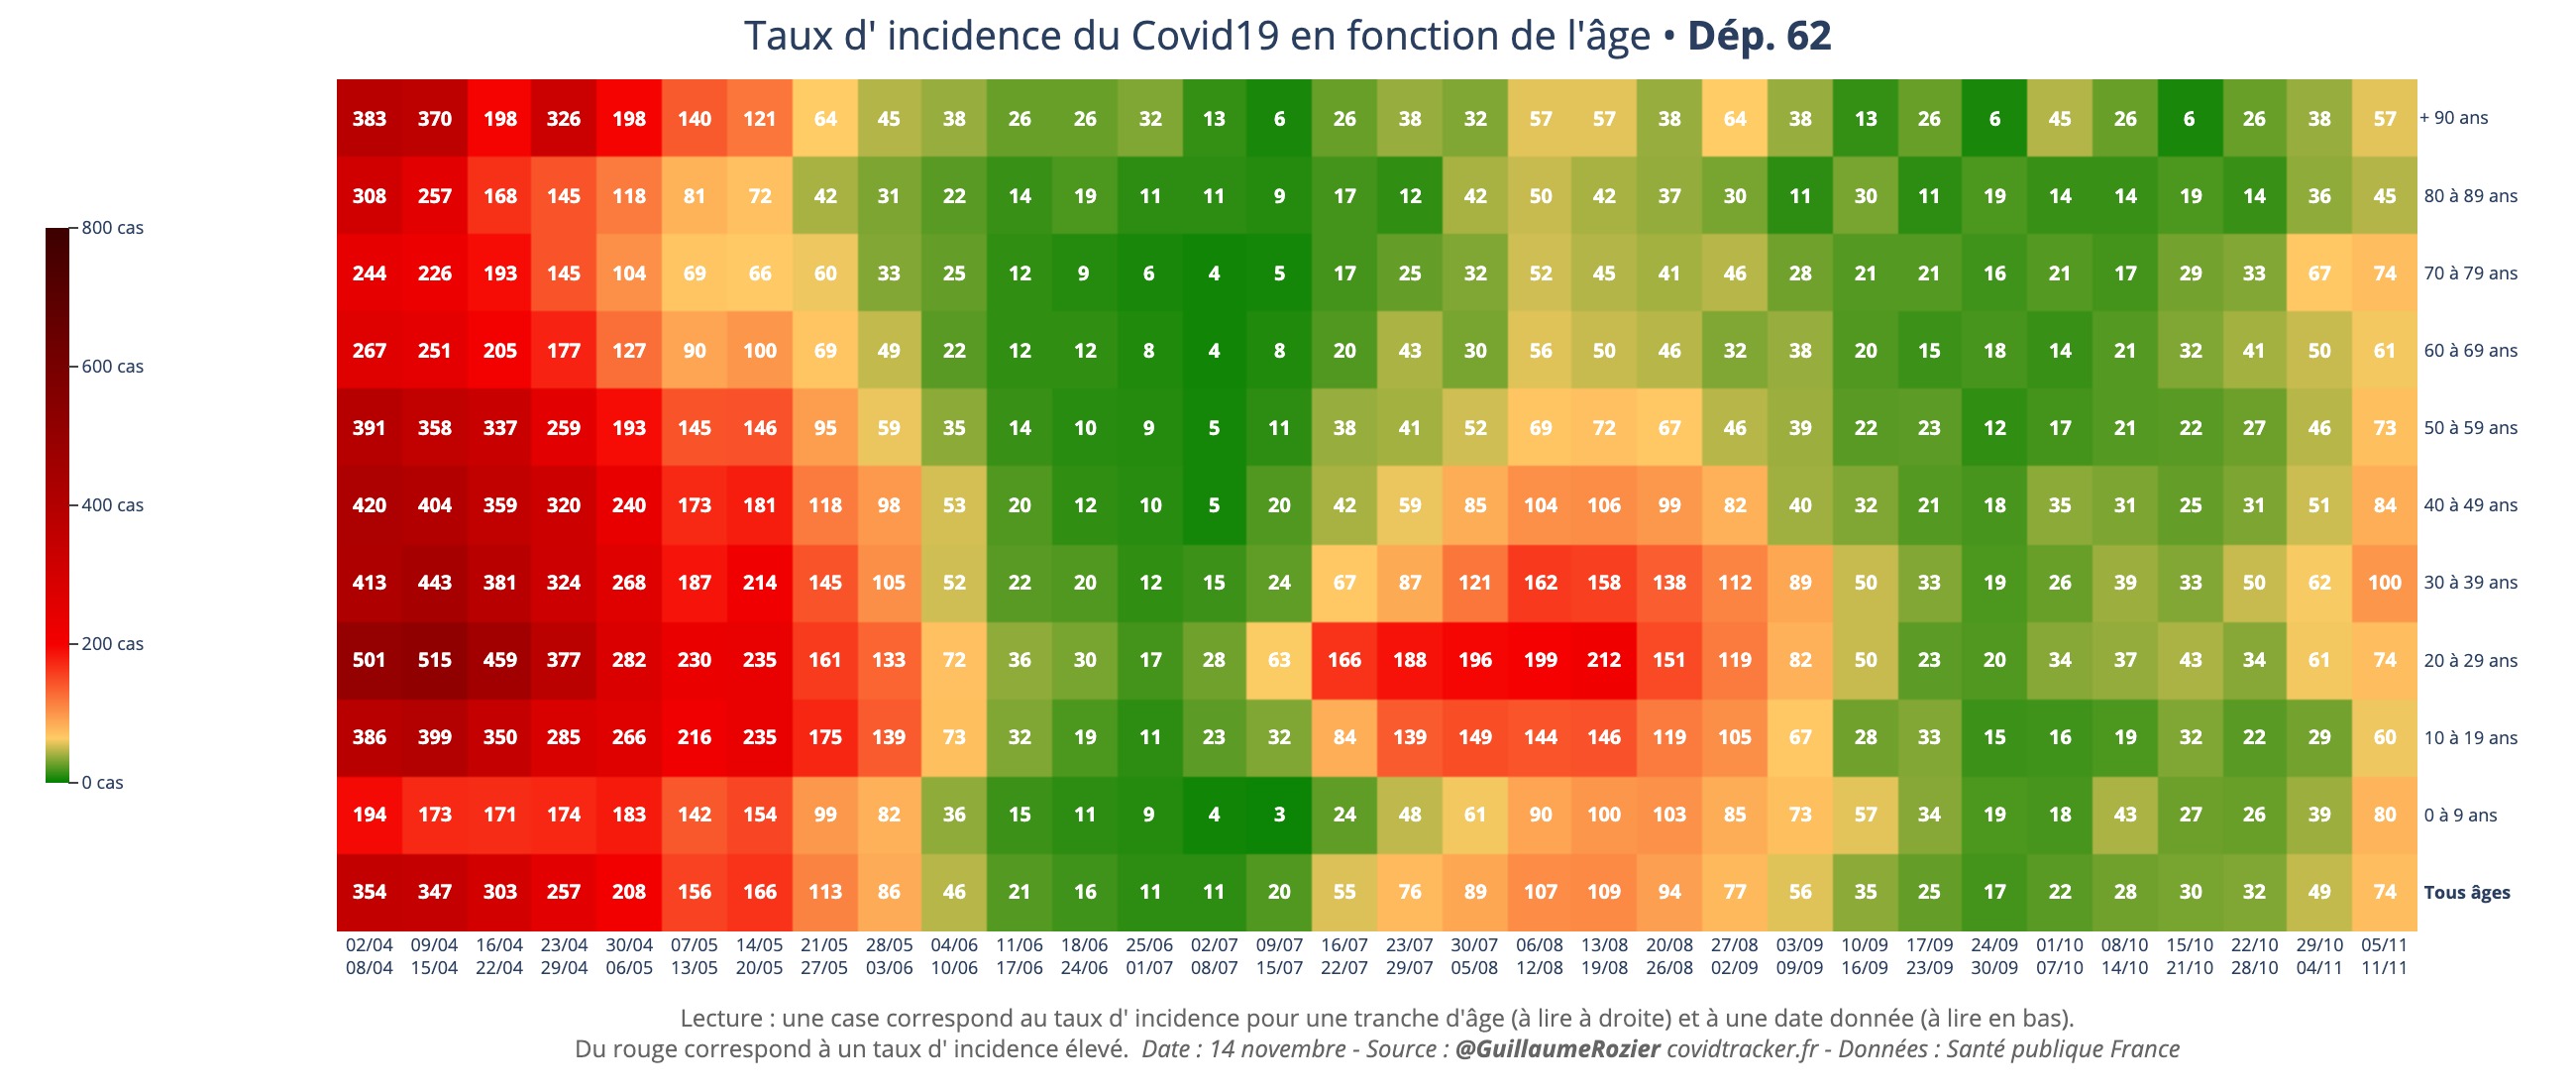 Taux d' incidence du Covid19 en fonction de l'âge • Dép. 62
383 370 198 326 198 140 121 64 45 38 26 26 32 13 6 26 38 32 57 57 38 64 38 13 26 6 45 26 6 26 38 57 + 90 ans
308 257 168 145 118 81 72 42 31 22 14 19 11 11 9 17 12 42 50 42 37 30 11 30 11 19 14 14 19 14 36 45 80 à 89 ans
244 226 193 145 104 69 66 60 33 25 12 9 6 4 5 17 25 32 52 45 41 46 28 21 21 16 21 17 29 33 67 74 70 à 79 ans
267 251 205 177 127 90 100 69 49 22 12 12 8 4 8 20 43 30 56 50 46 32 38 20 15 18 14 21 32 41 50 61 60 à 69 ans
391 358 337 259 193 145 146 95 59 35 14 10 9 5 11 38 41 52 69 72 67 46 39 22 23 12 17 21 22 27 46 73 50 à 59 ans
420 404 359 320 240 173 181 118 98 53 20 12 10 5 20 42 59 85 104 106 99 82 40 32 21 18 35 31 25 31 51 84 40 à 49 ans
413 443 381 324 268 187 214 145 105 52 22 20 12 15 24 67 87 121 162 158 138 112 89 50 33 19 26 39 33 50 62 100 30 à 39 ans
501 515 459 377 282 230 235 161 133 72 36 30 17 28 63 166 188 196 199 212 151 119 82 50 23 20 34 37 43 34 61 74 20 à 29 ans
386 399 350 285 266 216 235 175 139 73 32 19 11 23 32 84 139 149 144 146 119 105 67 28 33 15 16 19 32 22 29 60 10 à 19 ans
194 173 171 174 183 142 154 99 82 36 15 11 9 4 3 24 48 61 90 100 103 85 73 57 34 19 18 43 27 26 39 80 0 à 9 ans
354 347 303 257 208 156 166 113 86 46 21 16 11 11 20 55 76 89 107 109 94 77 56 35 25 17 22 28 30 32 49 74 Tous âges
02/04 09/04 16/04 23/04 30/04 07/05 14/05 21/05 28/05 04/06 11/06 18/06 25/06 02/07 09/07 16/07 23/07 30/07 06/08 13/08 20/08 27/08 03/09 10/09 17/09 24/09 01/10 08/10 15/10 22/10 29/10 05/11
08/04 15/04 22/04 29/04 06/05 13/05 20/05 27/05 03/06 10/06 17/06 24/06 01/07 08/07 15/07 22/07 29/07 05/08 12/08 19/08 26/08 02/09 09/09 16/09 23/09 30/09 07/10 14/10 21/10 28/10 04/11 11/11
800 cas
600 cas
400 cas
200 cas
0 cas
Lecture : une case correspond au taux d' incidence pour une tranche d'âge (à lire à droite) et à une date donnée (à lire en bas).
Du rouge correspond à un taux d' incidence élevé. Date : 14 novembre - Source : @GuillaumeRozier covidtracker.fr - Données : Santé publique France